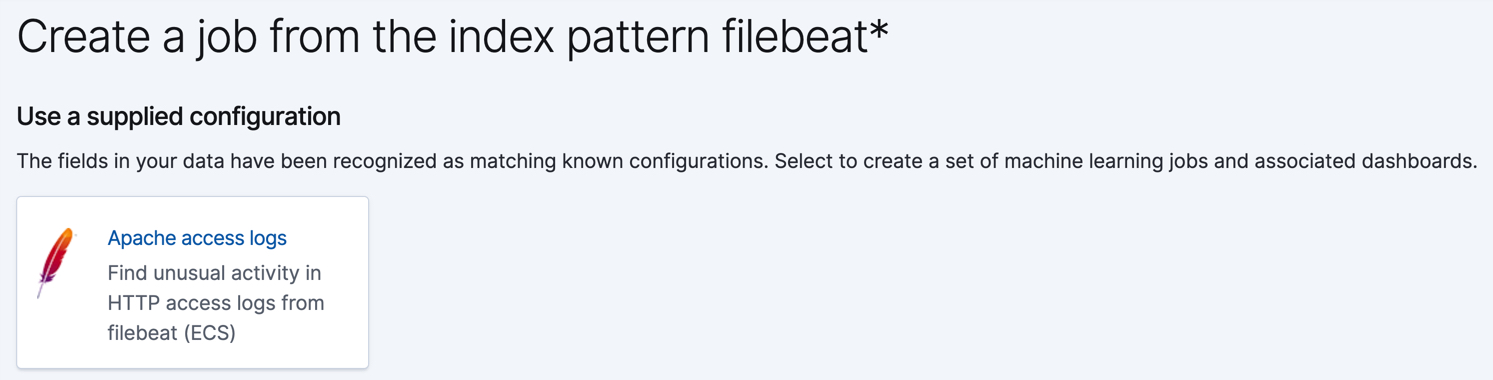 Create a job from the index pattern filebeat*
Use a supplied configuration
The fields in your data have been recognized as matching known configurations. Select to create a set of machine learning jobs and associated dashboards.
Apache access logs
Find unusual activity in
HTTP access logs from
filebeat (ECS)